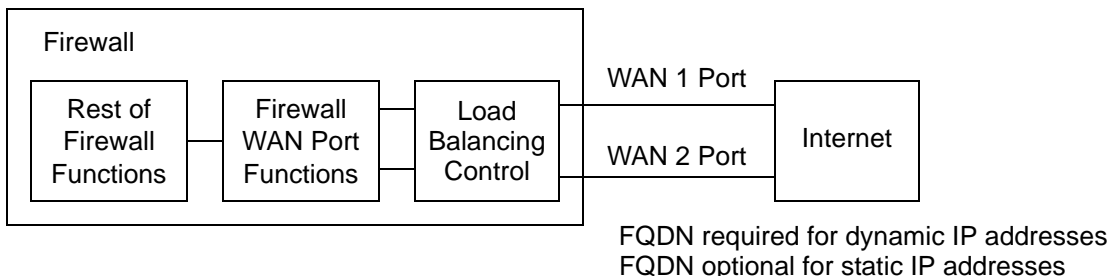 Firewall
Rest of
Firewall
Functions
Firewall
WAN Port
Functions
Load
Balancing
Control
WAN 1 Port
WAN 2 Port
Internet
FQDN required for dynamic IP addresses
FQDN optional for static IP addresses